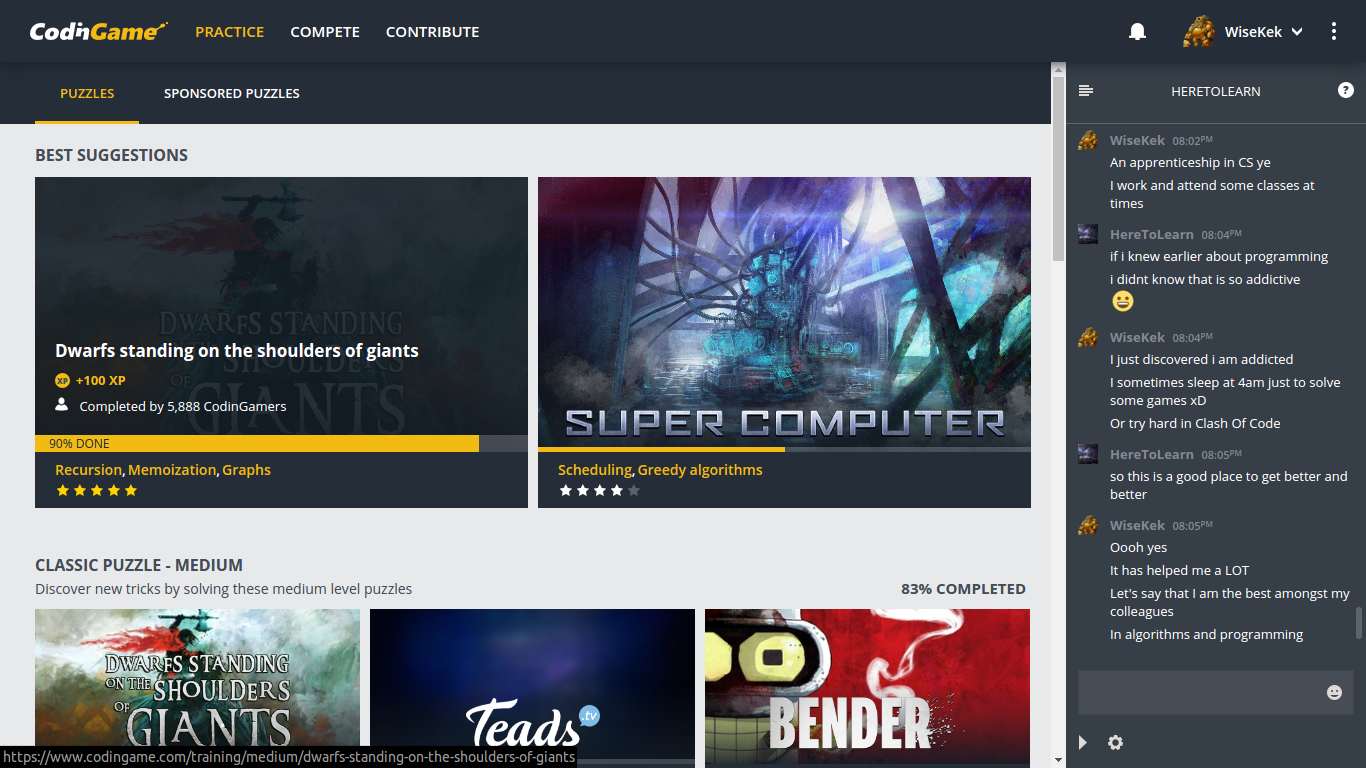 CodinGame
PRACTICE COMPETE CONTRIBUTE
WiseKek
PUZZLES SPONSORED PUZZLES
BEST SUGGESTIONS
DWARFS STANDING
ON THE SHOULDERS
OF GIANTS
Dwarfs standing on the shoulders of giants
XP +100 XP
Completed by 5,888 CodinGamers
90% DONE
Recursion, Memoization, Graphs
SUPER COMPUTER
Scheduling, Greedy algorithms
CLASSIC PUZZLE - MEDIUM
Discover new tricks by solving these medium level puzzles
83% COMPLETED
DWARFS STANDING
ON THE SHOULDERS
OF
GIANTS
Teads.tv
BENDER
https://www.codingame.com/training/medium/dwarfs-standing-on-the-shoulders-of-giants
HERETOLEARN
?
WiseKek 08:02PM
An apprenticeship in CS ye
I work and attend some classes at
times
HereToLearn 08:04PM
if i knew earlier about programming
i didnt know that is so addictive
WiseKek 08:04PM
I just discovered i am addicted
I sometimes sleep at 4am just to solve
some games xD
Or try hard in Clash Of Code
HereToLearn 08:05PM
so this is a good place to get better and
better
WiseKek 08:05PM
Oooh yes
It has helped me a LOT
Let's say that I am the best amongst my
colleagues
In algorithms and programming